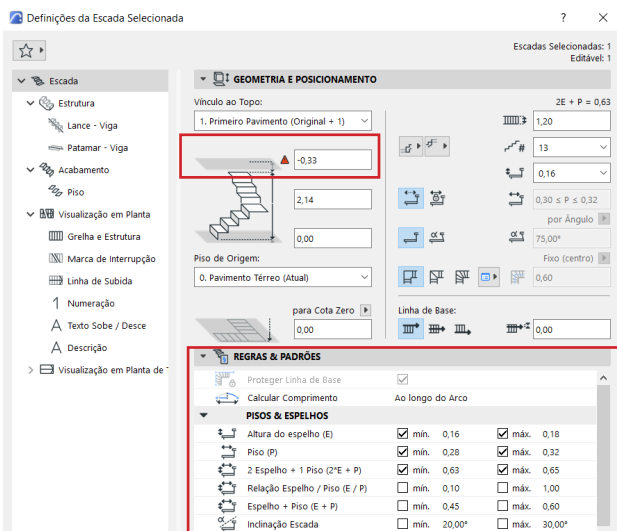 Definições da Escada Selecionada
?
Escadas Selecionadas: 1
Editável: 1
Escada
Estrutura
Lance - Viga
Patamar - Viga
Acabamento
Piso
Visualização em Planta
Grelha e Estrutura
Marca de Interrupção
Linha de Subida
1 Numeração
A Texto Sobe / Desce
A Descrição
Visualização em Planta de T
GEOMETRIA E POSICIONAMENTO
Vínculo ao Topo:
1. Primeiro Pavimento (Original + 1)
-0,33
2,14
0,00
Piso de Origem:
0. Pavimento Térreo (Atual)
para Cota Zero
0,00
2E + P = 0,63
1,20
# 13
0,16
0,30 ≤ P ≤ 0,32
por Ângulo
α 75,00°
Fixo (centro)
0,60
Linha de Base:
0,00
REGRAS & PADRÕES
Proteger Linha de Base
Calcular Comprimento Ao longo do Arco
PISOS & ESPELHOS
Altura do espelho (E) mín. 0,16 máx. 0,18
Piso (P) mín. 0,28 máx. 0,32
2 Espelho + 1 Piso (2*E + P) mín. 0,63 máx. 0,65
Relação Espelho / Piso (E / P) mín. 0,10 máx. 1,00
Espelho + Piso (E + P) mín. 0,45 máx. 0,60
Inclinação Escada mín. 20,00° máx. 30,00°